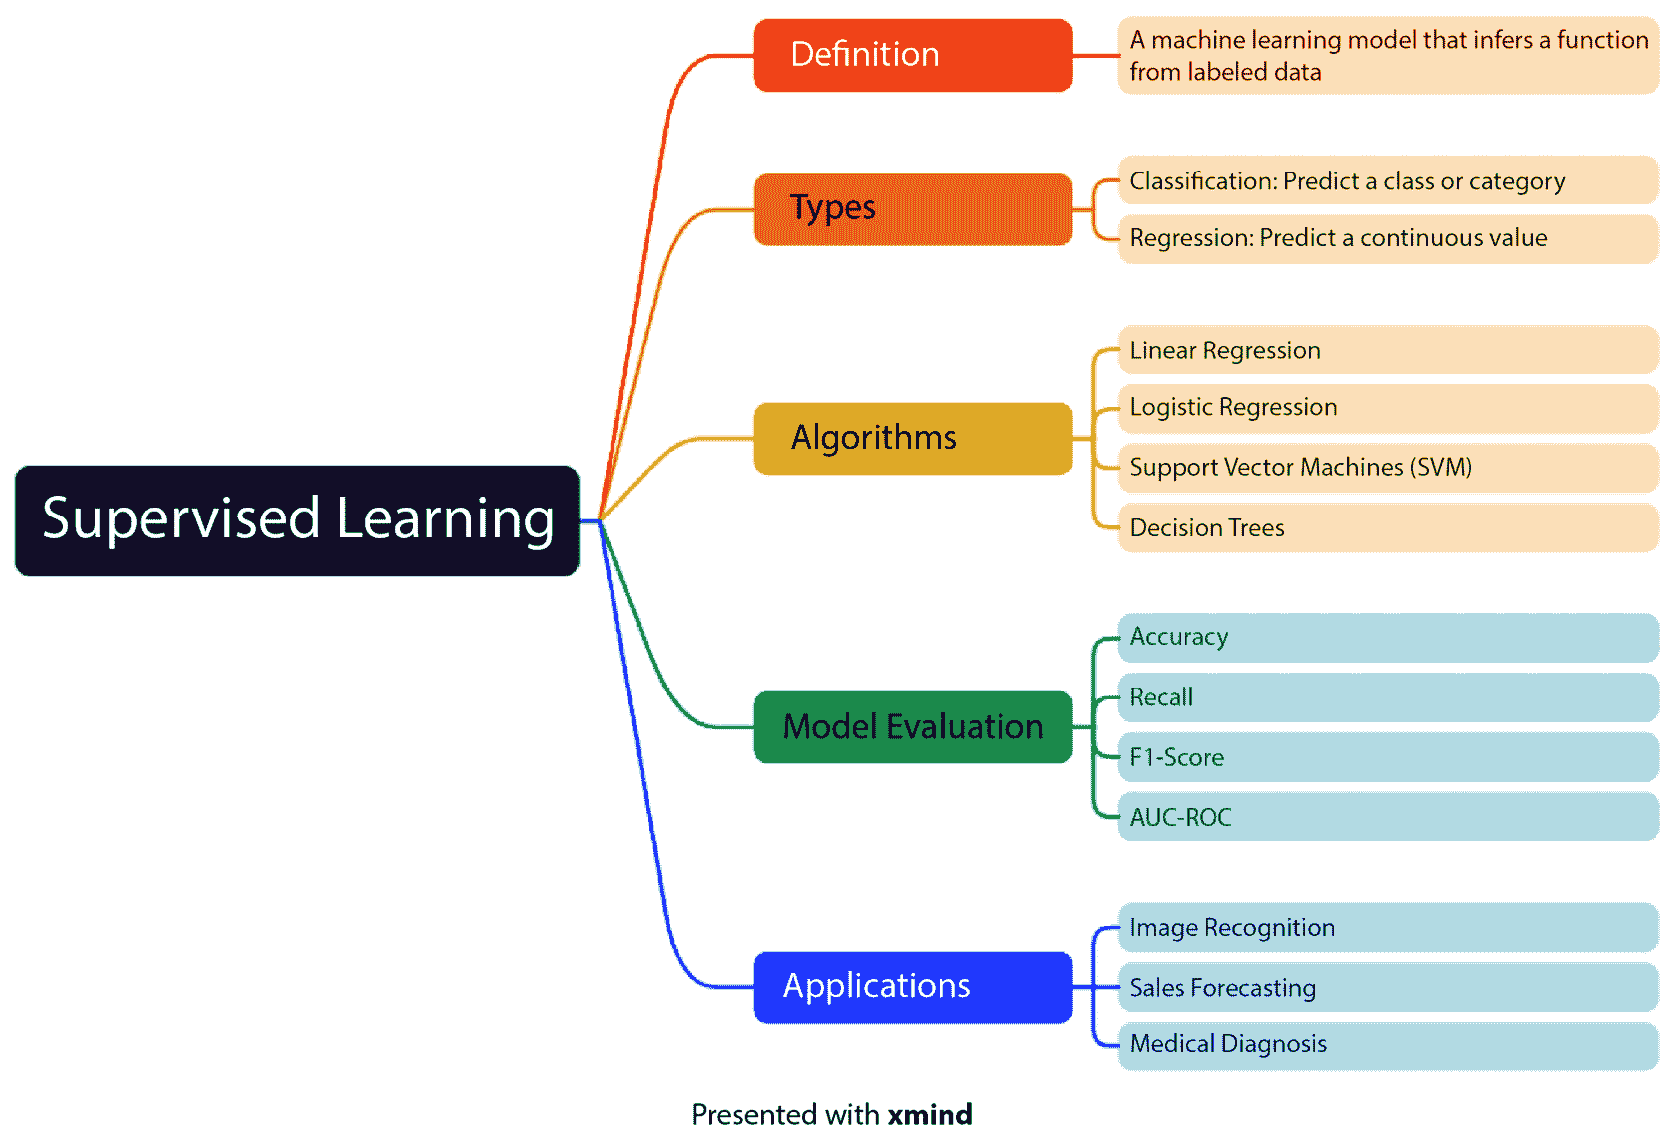 Supervised Learning
Definition
A machine learning model that infers a function
from labeled data
Types
Classification: Predict a class or category
Regression: Predict a continuous value
Algorithms
Linear Regression
Logistic Regression
Support Vector Machines (SVM)
Decision Trees
Model Evaluation
Accuracy
Recall
F1-Score
AUC-ROC
Applications
Image Recognition
Sales Forecasting
Medical Diagnosis
Presented with xmind